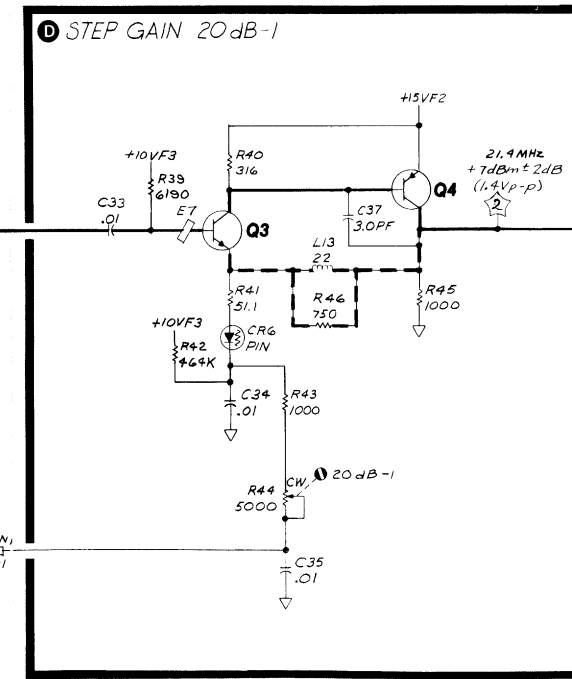 D STEP GAIN 20dB-1
+15VF2
+10VF3
R40
316
21.4MHz
+7dBm±2dB
(1.4Vp-p)
2
R39
6190
C33
.01
E7
Q3
Q4
C37
3.0PF
L13
22
R41
51.1
R46
750
R45
1000
+10VF3
R42
464K
CR6
PIN
C34
.01
R43
1000
CW
20dB-1
R44
5000
C35
.01